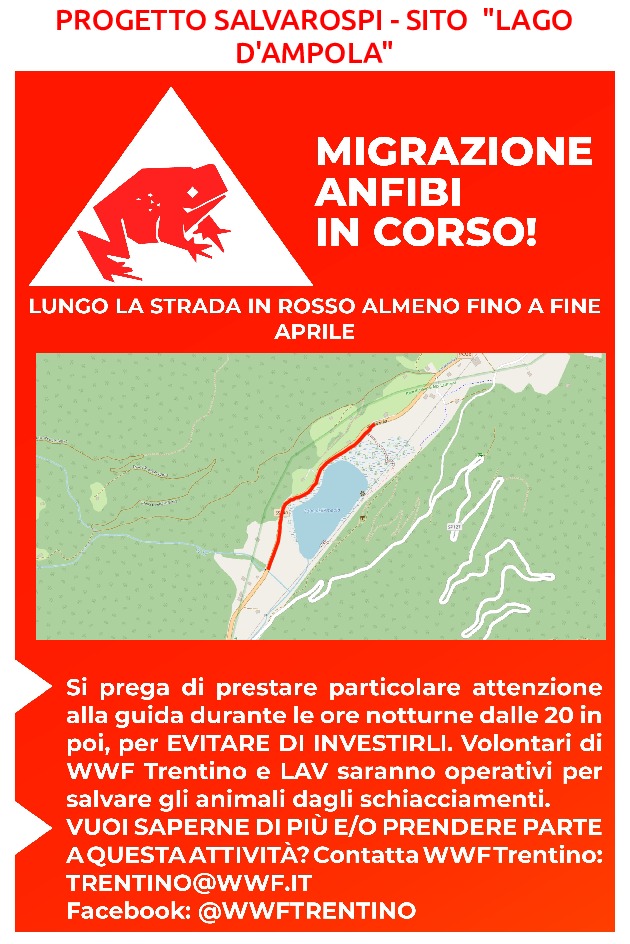 PROGETTO SALVAROSPI - SITO "LAGO
D'AMPOLA"
MIGRAZIONE
ANFIBI
IN CORSO!
LUNGO LA STRADA IN ROSSO ALMENO FINO A FINE
APRILE
SP127
Si prega di prestare particolare attenzione
alla guida durante le ore notturne dalle 20 in
poi, per EVITARE DI INVESTIRLI. Volontari di
WWF Trentino e LAV saranno operativi per
salvare gli animali dagli schiacciamenti.
VUOI SAPERNE DI PIÙ E/O PRENDERE PARTE
A QUESTA ATTIVITÀ? Contatta WWF Trentino:
TRENTINO@WWF.IT
Facebook: @WWFTRENTINO